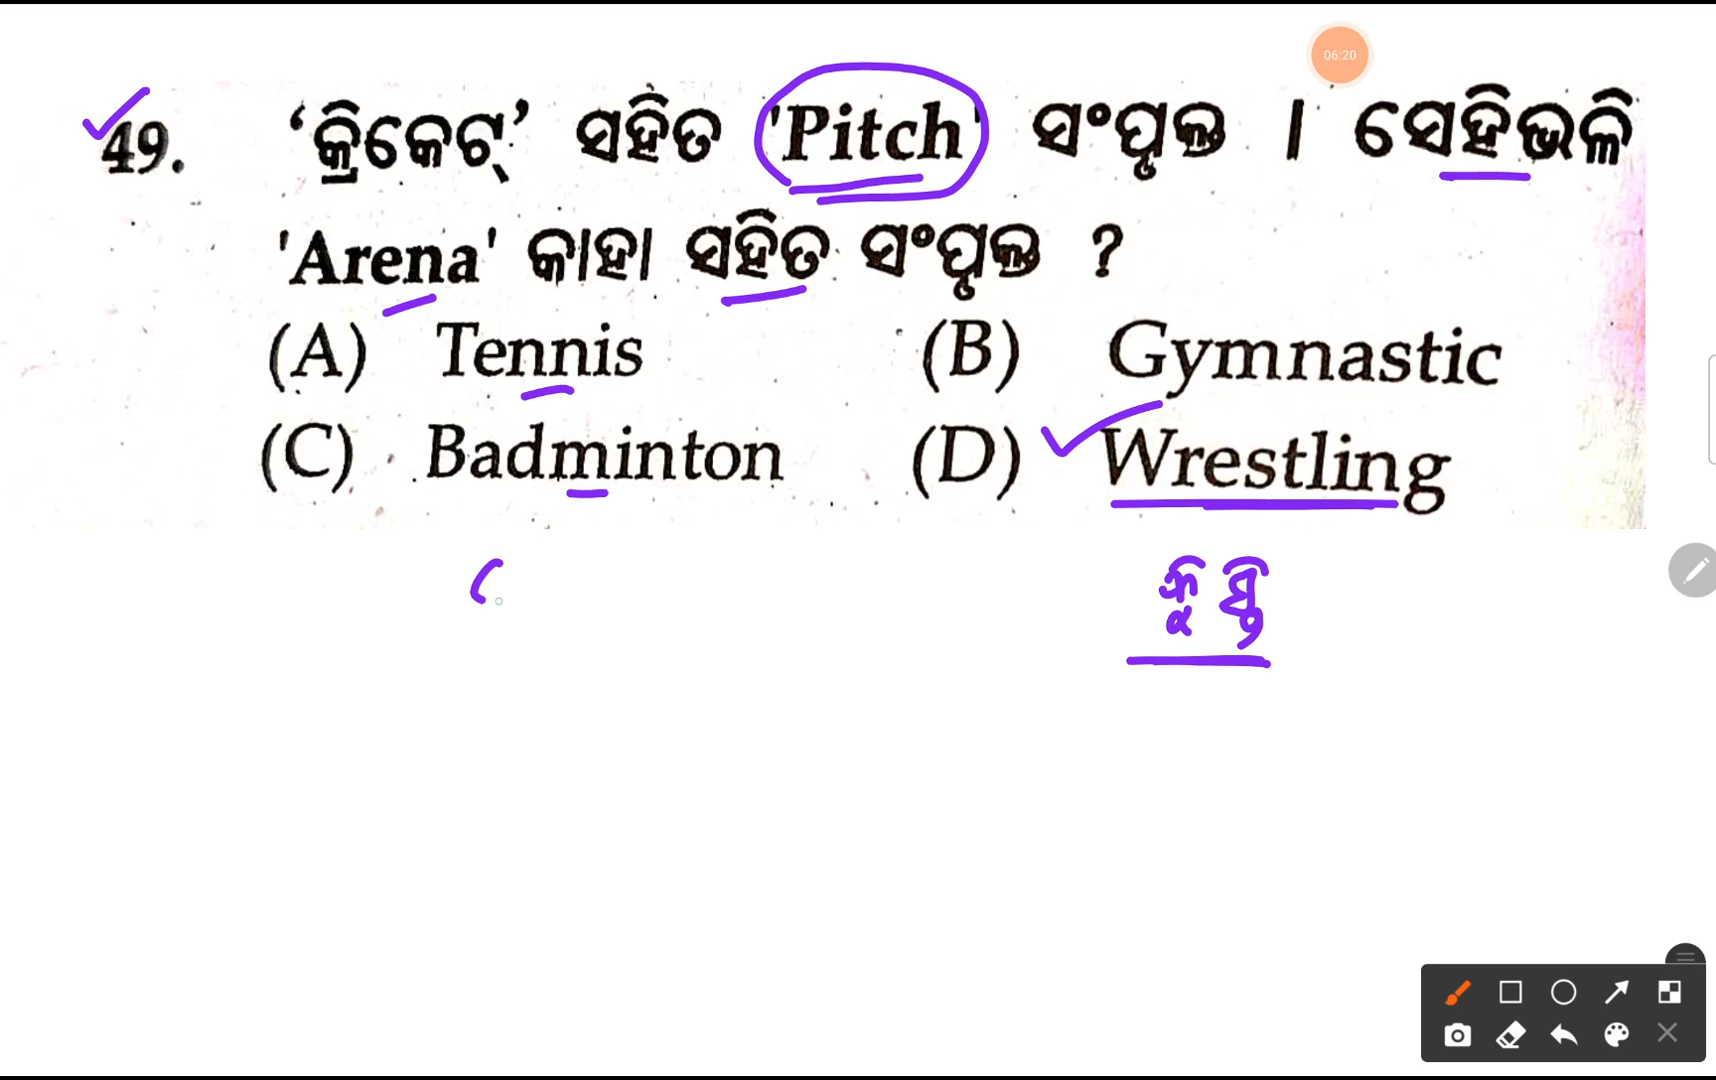 06:20
49. ‘କ୍ରିକେଟ୍’ ସହିତ 'Pitch' ସଂପୃକ୍ତ । ସେହିଭଳି
'Arena' କାହା ସହିତ ସଂପୃକ୍ତ ?
(A) Tennis (B) Gymnastic
(C) Badminton (D) Wrestling
କୁସ୍ତି